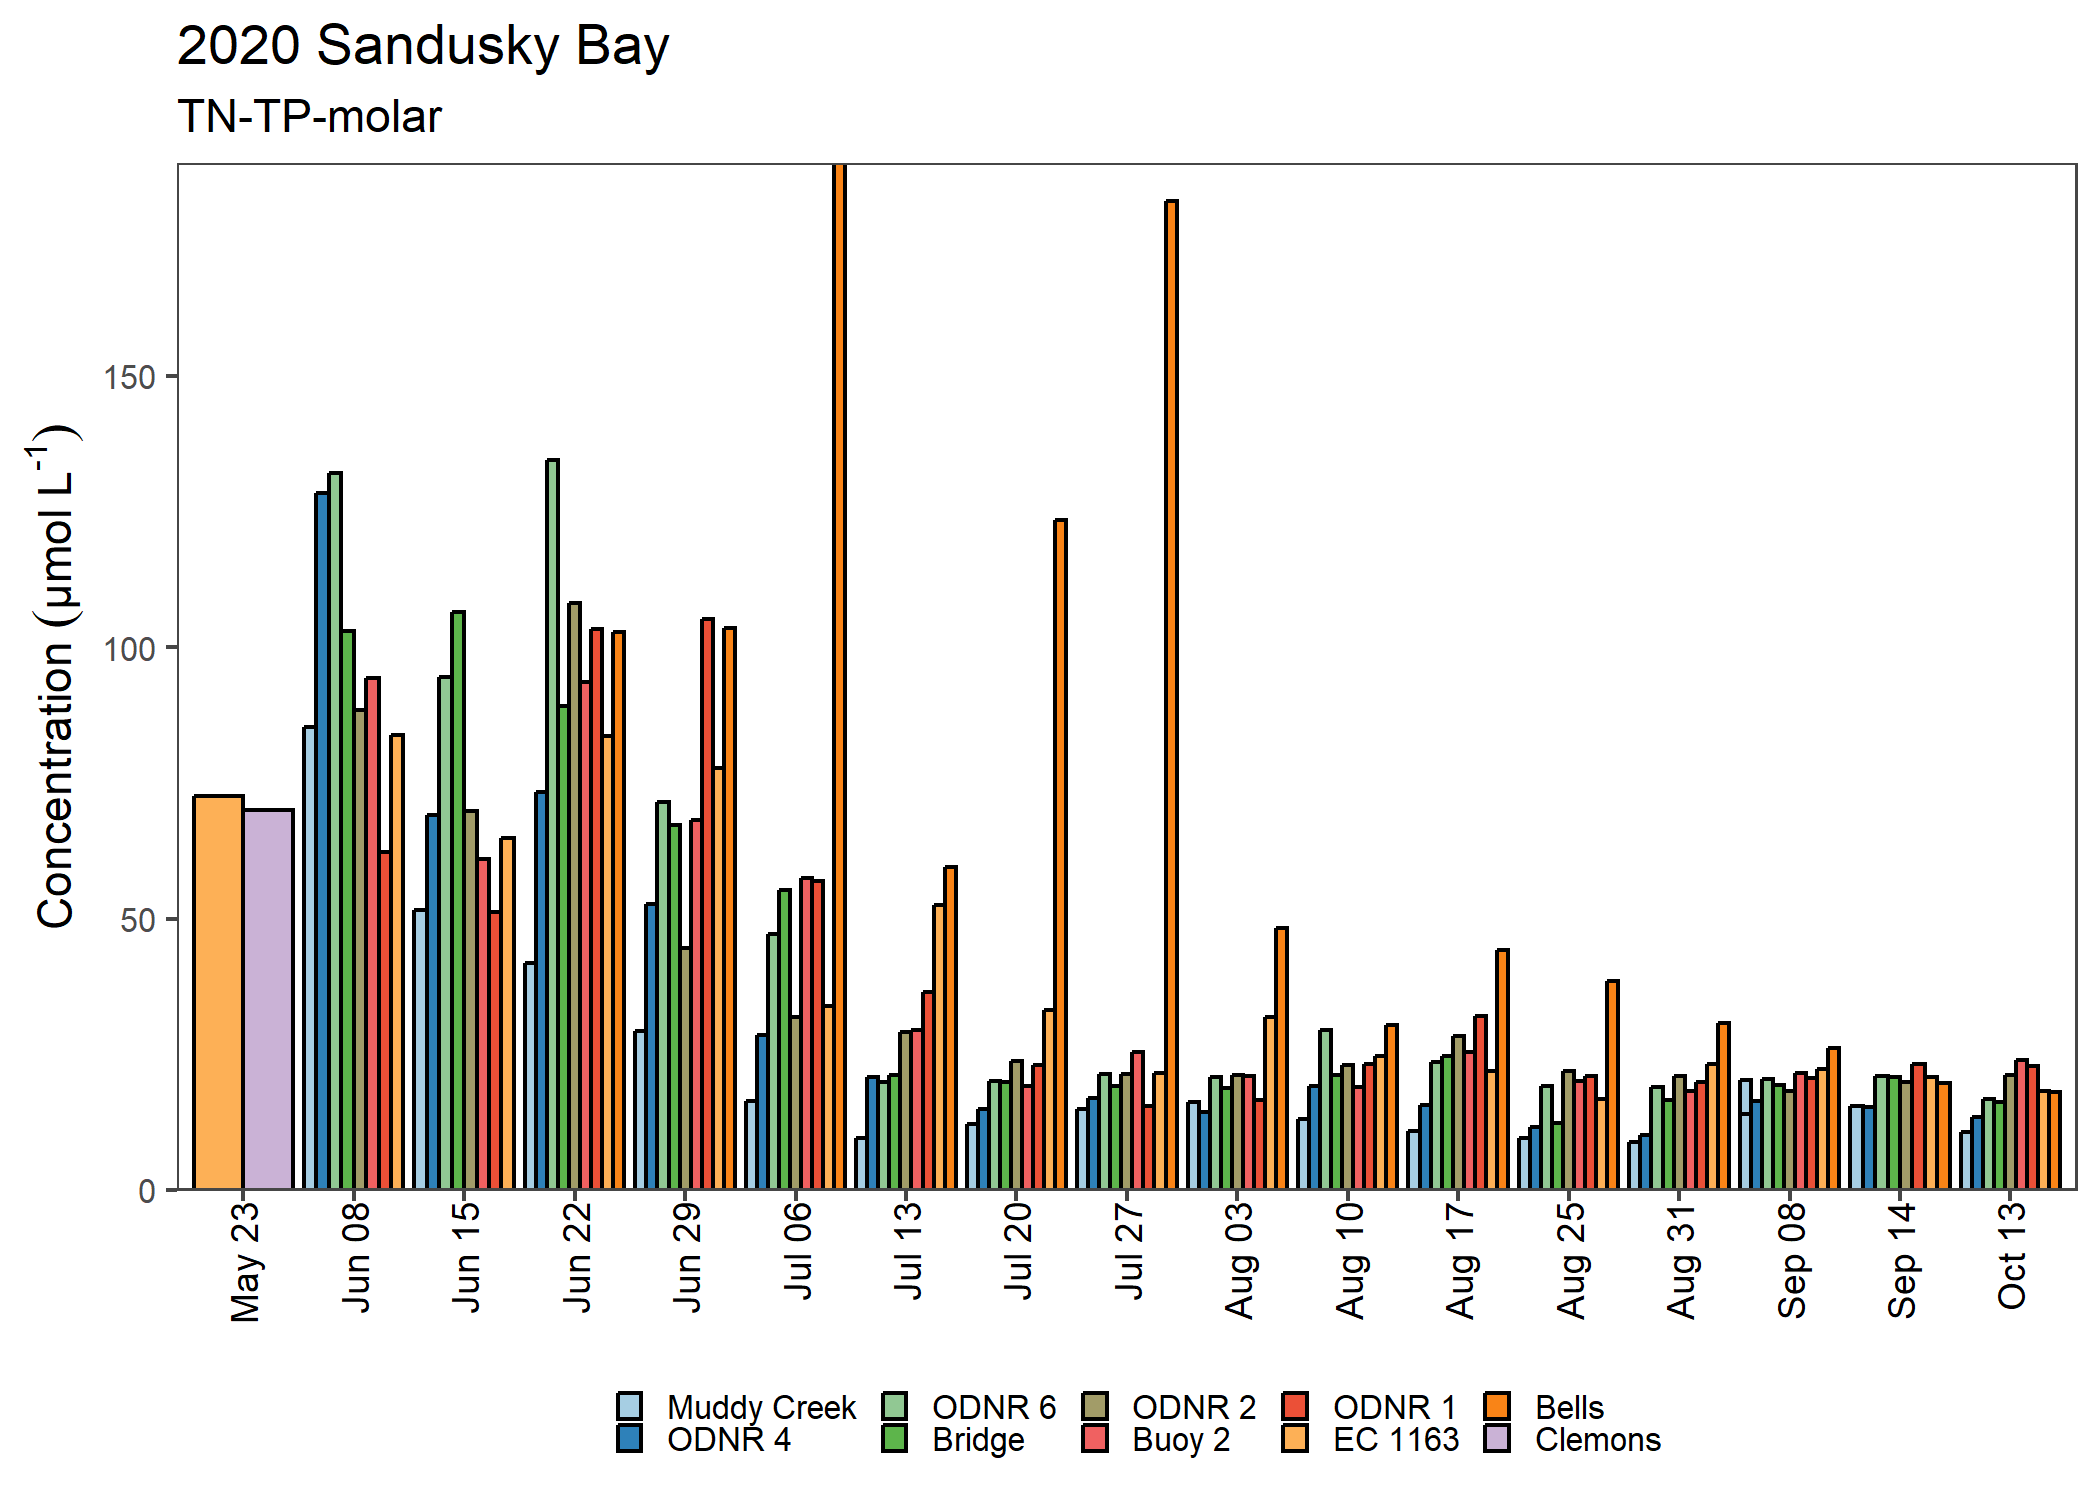 2020 Sandusky Bay
TN-TP-molar
Concentration (µmol L⁻¹)
150
100
50
0
May 23
Jun 08
Jun 15
Jun 22
Jun 29
Jul 06
Jul 13
Jul 20
Jul 27
Aug 03
Aug 10
Aug 17
Aug 25
Aug 31
Sep 08
Sep 14
Oct 13
Muddy Creek ODNR 6 ODNR 2 ODNR 1 Bells
ODNR 4 Bridge Buoy 2 EC 1163 Clemons